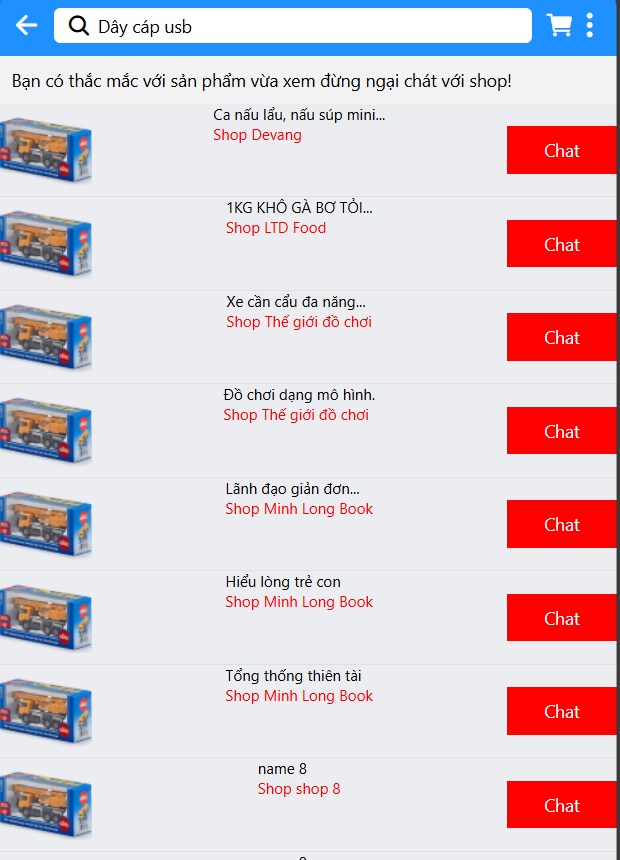 Dây cáp usb
Bạn có thắc mắc với sản phẩm vừa xem đừng ngại chát với shop!
Ca nấu lẩu, nấu súp mini...
Shop Devang
Chat
1KG KHÔ GÀ BƠ TỎI...
Shop LTD Food
Chat
Xe cần cẩu đa năng...
Shop Thế giới đồ chơi
Chat
Đồ chơi dạng mô hình.
Shop Thế giới đồ chơi
Chat
Lãnh đạo giản đơn...
Shop Minh Long Book
Chat
Hiểu lòng trẻ con
Shop Minh Long Book
Chat
Tổng thống thiên tài
Shop Minh Long Book
Chat
name 8
Shop shop 8
Chat